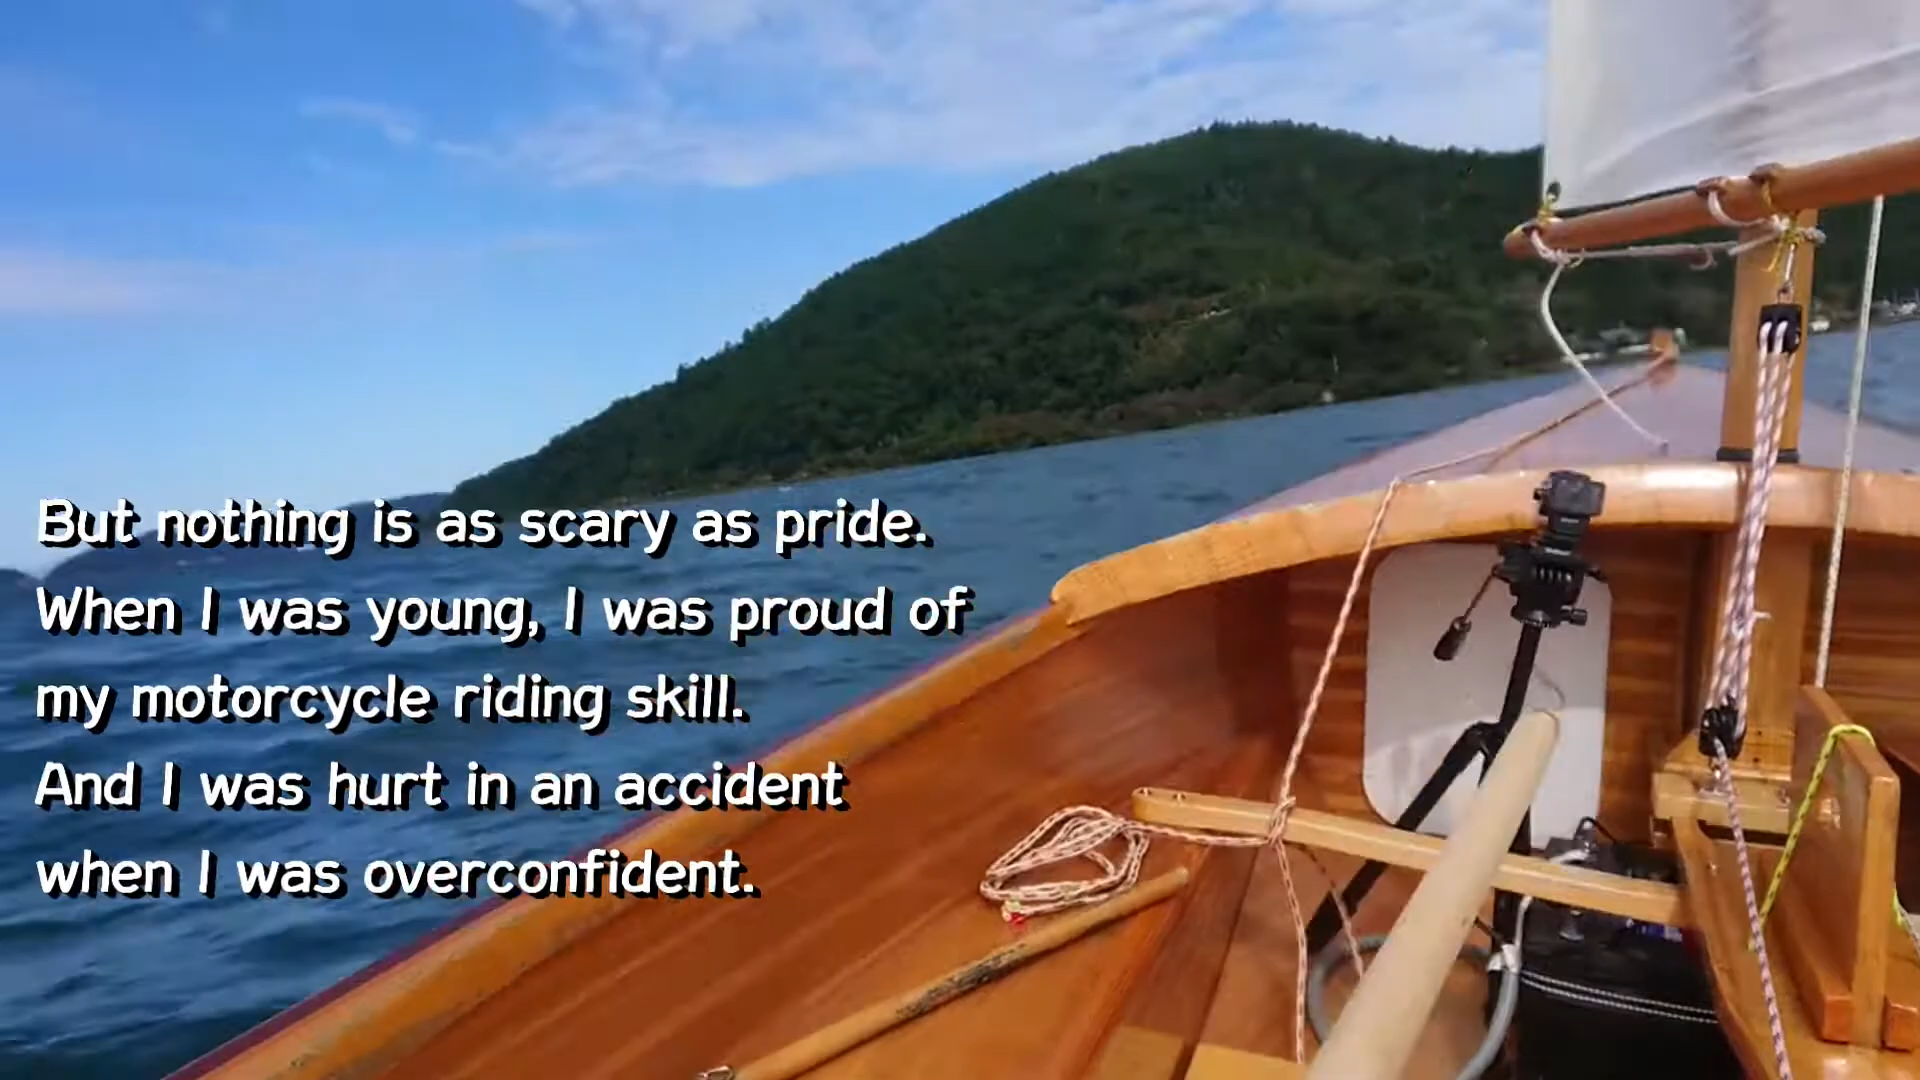 But nothing is as scary as pride.
When I was young, I was proud of
my motorcycle riding skill.
And I was hurt in an accident
when I was overconfident.